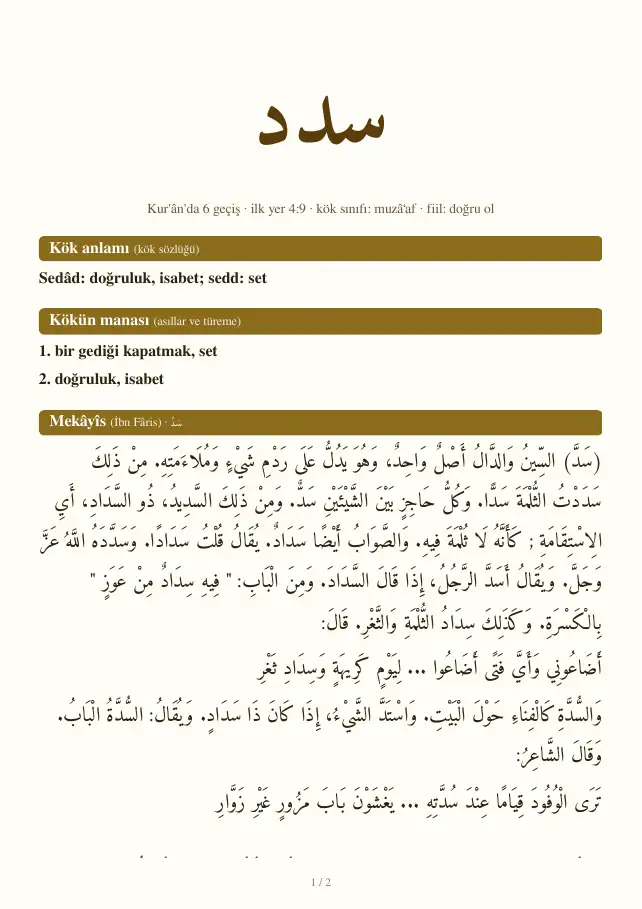 سدد
Kur'ân'da 6 geçiş · ilk yer 4:9 · kök sınıfı: muzâ'af · fiil: doğru ol
Kök anlamı (kök sözlüğü)
Sedâd: doğruluk, isabet; sedd: set
Kökün manası (asıllar ve türeme)
1. bir gediği kapatmak, set
2. doğruluk, isabet
Mekâyîs (İbn Fâris) · سَدَّ
(سَدَّ) السِّينُ وَالدَّالُ أَصْلٌ وَاحِدٌ، وَهُوَ يَدُلُّ عَلَى رَدْمِ شَيْءٍ وَمُلَاءَمَتِهِ. مِنْ ذَلِكَ
سَدَدْتُ الثُّلْمَةَ سَدًّا. وَكُلُّ حَاجِزٍ بَيْنَ الشَّيْئَيْنِ سَدٌّ. وَمِنْ ذَلِكَ السَّدِيدُ، ذُو السَّدَادِ، أَيِ
الِاسْتِقَامَةِ ; كَأَنَّهُ لَا ثُلْمَةَ فِيهِ. وَالصَّوَابُ أَيْضًا سَدَادٌ. يُقَالُ قُلْتُ سَدَادًا. وَسَدَّدَهُ اللَّهُ عَزَّ
وَجَلَّ. وَيُقَالُ أَسَدَّ الرَّجُلُ، إِذَا قَالَ السَّدَادَ. وَمِنَ الْبَابِ: " فِيهِ سِدَادٌ مِنْ عَوَزٍ "
بِالْكَسْرَةِ. وَكَذَلِكَ سِدَادُ الثُّلْمَةِ وَالثَّغْرِ. قَالَ:
أَضَاعُونِي وَأَيَّ فَتًى أَضَاعُوا ... لِيَوْمِ كَرِيهَةٍ وَسِدَادِ ثَغْرِ
وَالسُّدَّةِ كَالْفِنَاءِ حَوْلَ الْبَيْتِ. وَاسْتَدَّ الشَّيْءُ، إِذَا كَانَ ذَا سَدَادٍ. وَيُقَالُ: السُّدَّةُ الْبَابُ.
وَقَالَ الشَّاعِرُ:
تَرَى الْوُفُودَ قِيَامًا عِنْدَ سُدَّتِهِ ... يَغْشَوْنَ بَابَ مَزُورٍ غَيْرِ زَوَّارِ
1 / 2